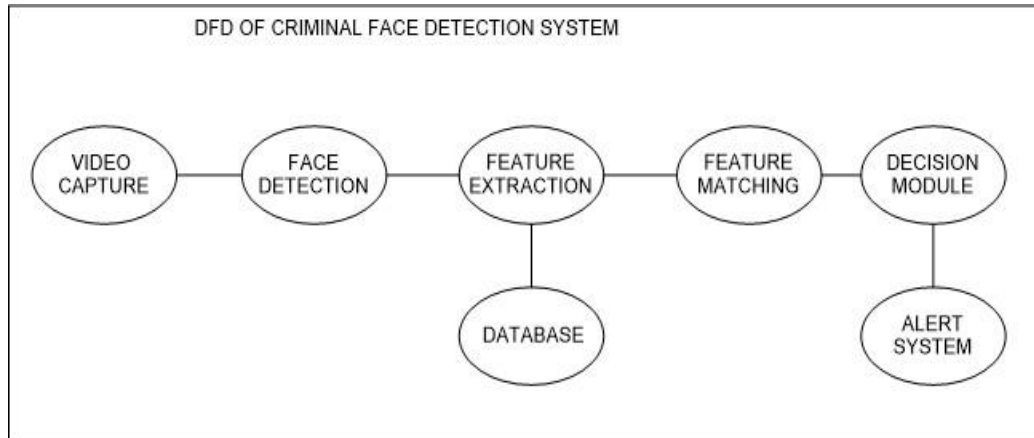 DFD OF CRIMINAL FACE DETECTION SYSTEM
VIDEO
CAPTURE
FACE
DETECTION
FEATURE
EXTRACTION
FEATURE
MATCHING
DECISION
MODULE
DATABASE
ALERT
SYSTEM